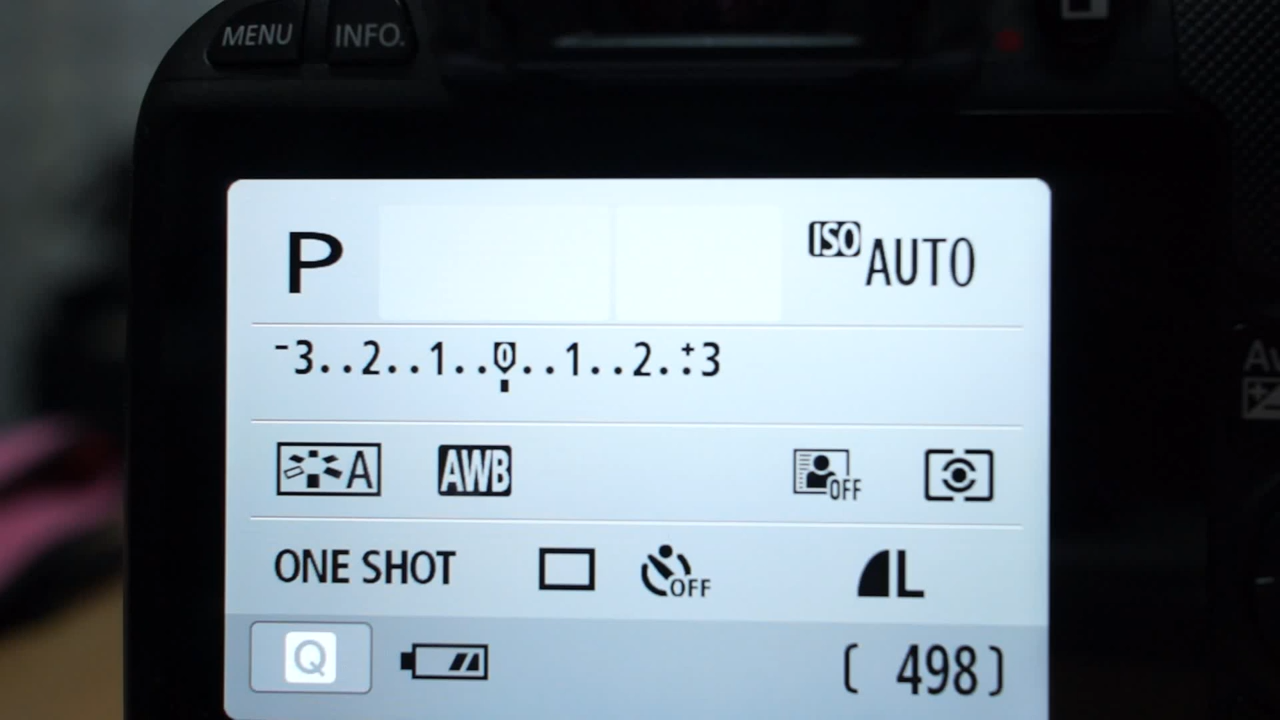 MENU INFO.
P ISO AUTO
-3..2..1..0..1..2..+3
A AWB OFF
ONE SHOT OFF L
Q [ 498]